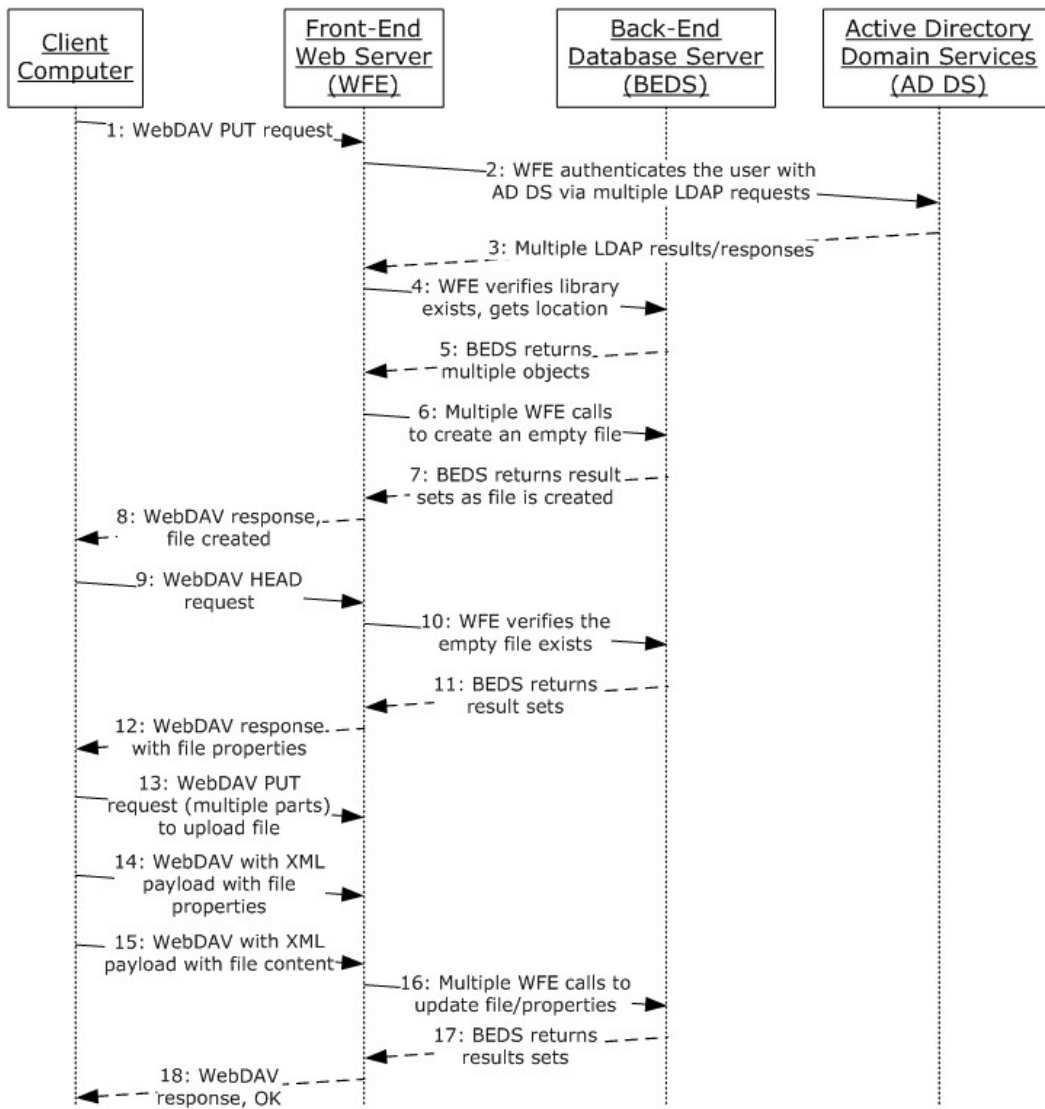 Client
Computer
Front-End
Web Server
(WFE)
Back-End
Database Server
(BEDS)
Active Directory
Domain Services
(AD DS)
1: WebDAV PUT request
2: WFE authenticates the user with
AD DS via multiple LDAP requests
3: Multiple LDAP results/responses
4: WFE verifies library
exists, gets location
5: BEDS returns
multiple objects
6: Multiple WFE calls
to create an empty file
7: BEDS returns result
sets as file is created
8: WebDAV response,
file created
9: WebDAV HEAD
request
10: WFE verifies the
empty file exists
11: BEDS returns
result sets
12: WebDAV response
with file properties
13: WebDAV PUT
request (multiple parts)
to upload file
14: WebDAV with XML
payload with file
properties
15: WebDAV with XML
payload with file content
16: Multiple WFE calls to
update file/properties
17: BEDS returns
results sets
18: WebDAV
response, OK